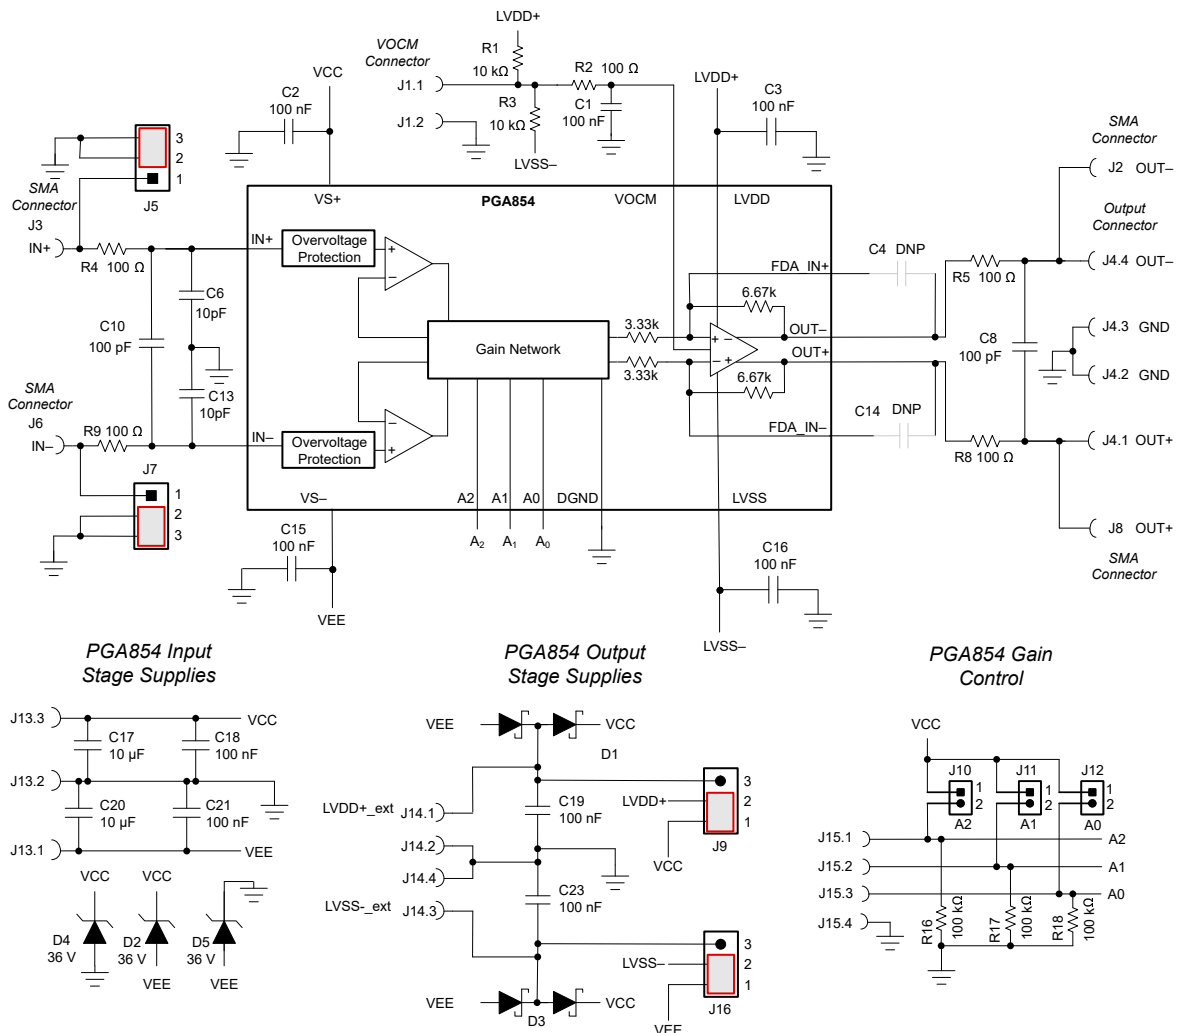 LVDD+
VOCM
Connector
R1
10 kΩ
R2 100 Ω
J1.1
J1.2
R3
10 kΩ
C1
100 nF
LVSS–
VCC
C2
100 nF
LVDD+
C3
100 nF
3
2
1
J5
SMA
Connector
J3
IN+
R4 100 Ω
C6
10pF
C10
100 pF
C13
10pF
SMA
Connector
J6
IN–
R9 100 Ω
J7
1
2
3
VS+
PGA854
VOCM
LVDD
IN+
Overvoltage
Protection
+
–
Gain Network
–
+
IN–
Overvoltage
Protection
3.33k
3.33k
6.67k
6.67k
+ –
– +
FDA_IN+
OUT–
OUT+
FDA_IN–
VS–
A2
A1
A0
DGND
LVSS
A2
A1
A0
C15
100 nF
VEE
C16
100 nF
LVSS–
C4 DNP
C14 DNP
R5 100 Ω
C8
100 pF
R8 100 Ω
SMA
Connector
J2 OUT–
Output
Connector
J4.4 OUT–
J4.3 GND
J4.2 GND
J4.1 OUT+
J8 OUT+
SMA
Connector
PGA854 Input
Stage Supplies
J13.3
VCC
C17
10 µF
C18
100 nF
J13.2
C20
10 µF
C21
100 nF
J13.1
VEE
VCC
VCC
D4
36 V
D2
36 V
D5
36 V
VEE
VEE
PGA854 Output
Stage Supplies
VEE
VCC
D1
LVDD+_ext
J14.1
C19
100 nF
J14.2
J14.4
C23
100 nF
LVSS-_ext
J14.3
3
LVDD+
2
1
J9
VCC
3
LVSS–
2
1
J16
VEE
VEE
VCC
D3
PGA854 Gain
Control
VCC
J10
J11
J12
1
2
1
2
1
2
A2
A1
A0
J15.1
A2
J15.2
A1
J15.3
A0
J15.4
R16
100 kΩ
R17
100 kΩ
R18
100 kΩ